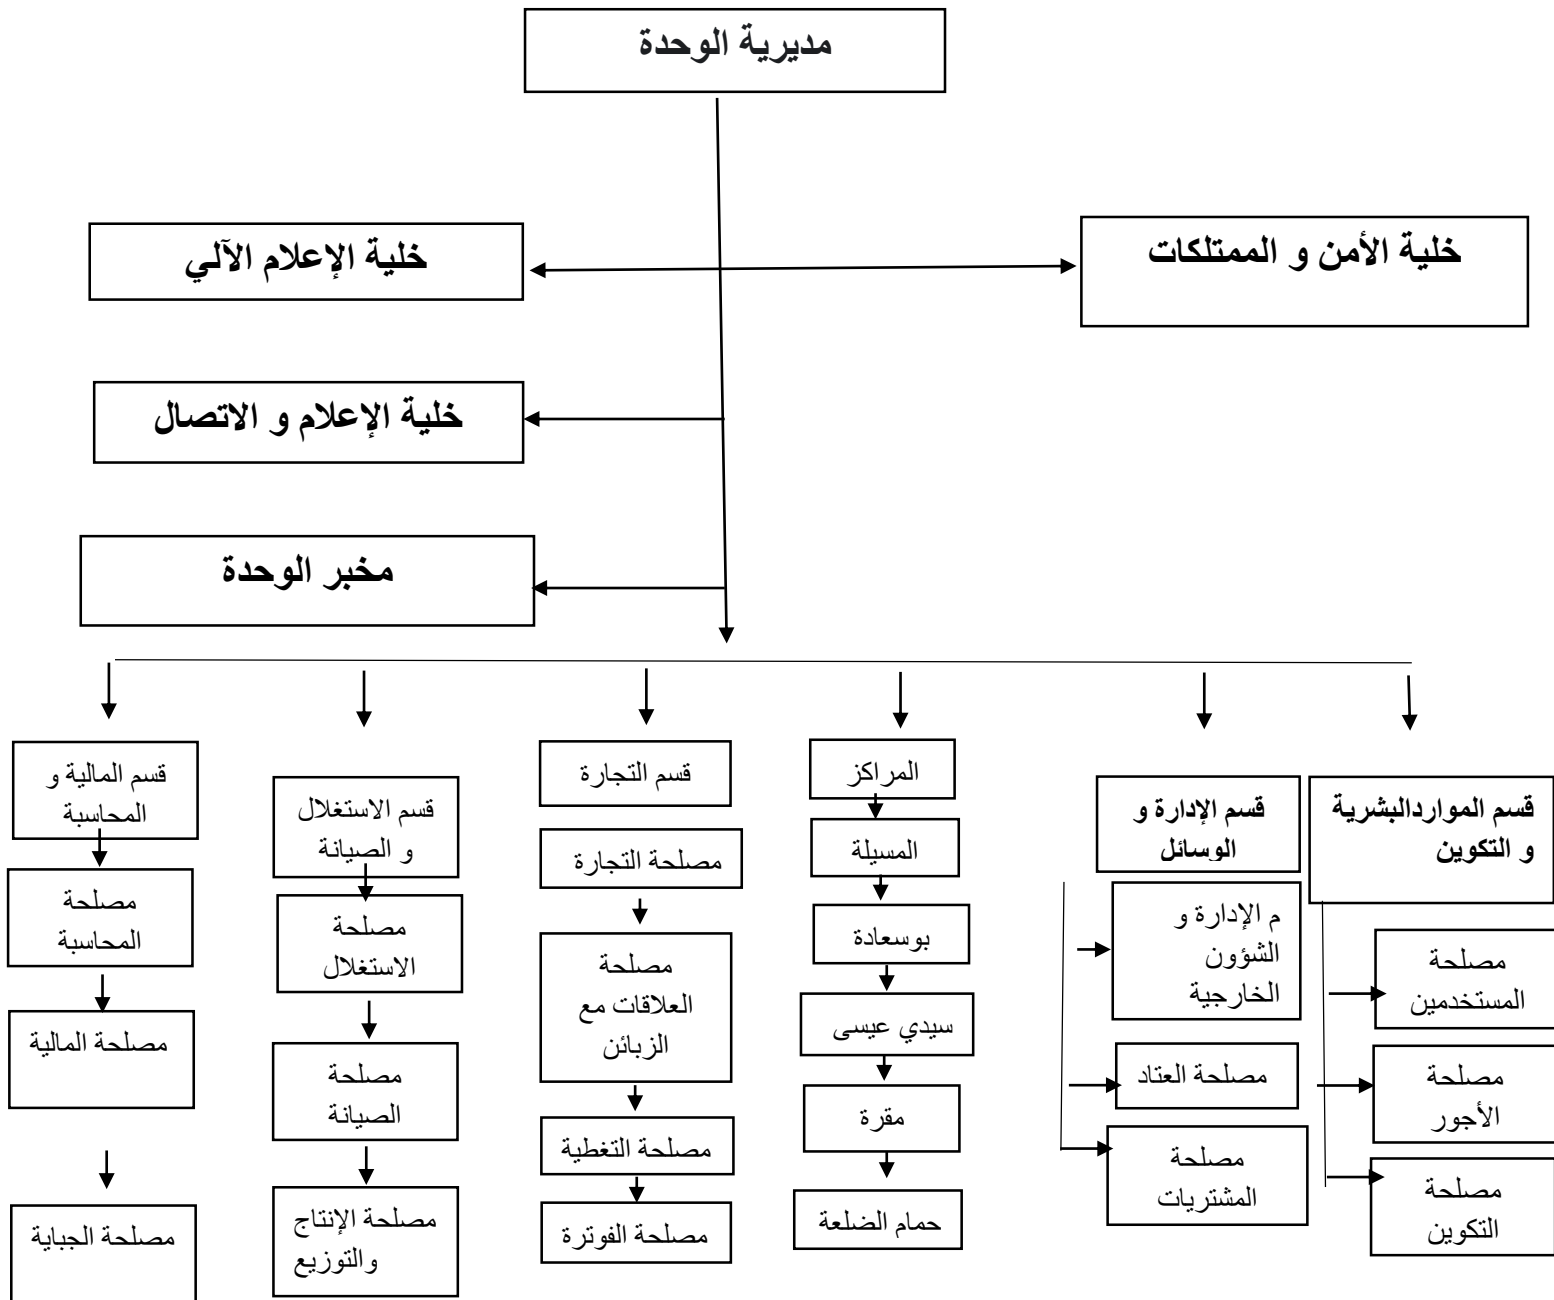 مديرية الوحدة
خلية الأمن و الممتلكات
خلية الإعلام الآلي
خلية الإعلام و الاتصال
مخبر الوحدة
قسم المواردالبشرية
و التكوين
مصلحة
المستخدمين
مصلحة
الأجور
مصلحة
التكوين
قسم الإدارة و
الوسائل
م الإدارة و
الشؤون
الخارجية
مصلحة العتاد
مصلحة
المشتريات
المراكز
المسيلة
بوسعادة
سيدي عيسى
مقرة
حمام الضلعة
قسم التجارة
مصلحة التجارة
مصلحة
العلاقات مع
الزبائن
مصلحة التغطية
مصلحة الفوترة
قسم الاستغلال
و الصيانة
مصلحة
الاستغلال
مصلحة
الصيانة
مصلحة الإنتاج
والتوزيع
قسم المالية و
المحاسبة
مصلحة
المحاسبة
مصلحة المالية
مصلحة الجباية